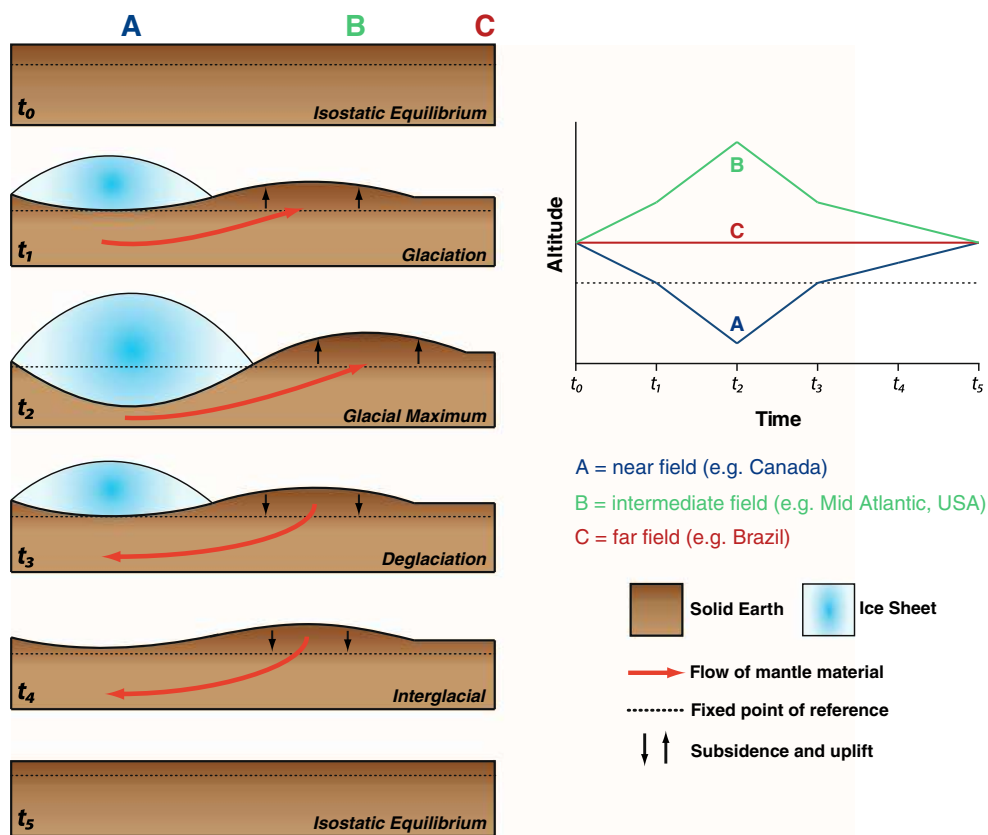 A B C
t0 Isostatic Equilibrium
t1 Glaciation
t2 Glacial Maximum
t3 Deglaciation
t4 Interglacial
t5 Isostatic Equilibrium
Altitude
B
C
A
t0 t1 t2 t3 t4 t5
Time
A = near field (e.g. Canada)
B = intermediate field (e.g. Mid Atlantic, USA)
C = far field (e.g. Brazil)
Solid Earth Ice Sheet
Flow of mantle material
Fixed point of reference
Subsidence and uplift